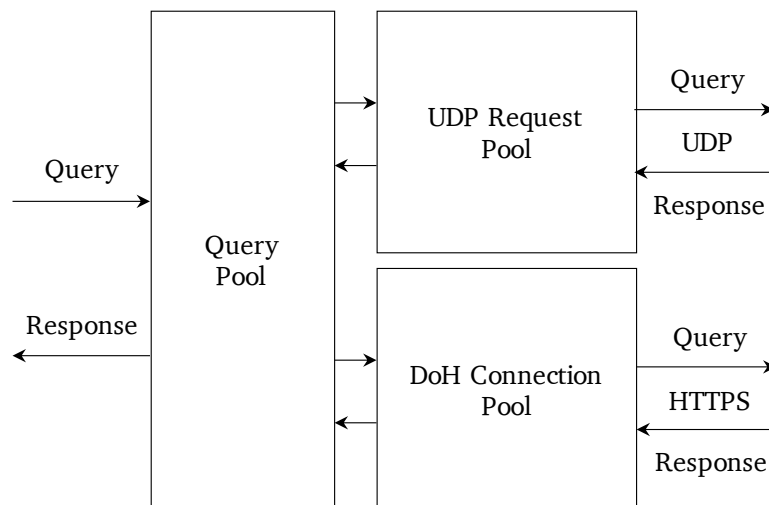 Query
Response
Query
Pool
UDP Request
Pool
Query
UDP
Response
DoH Connection
Pool
Query
HTTPS
Response